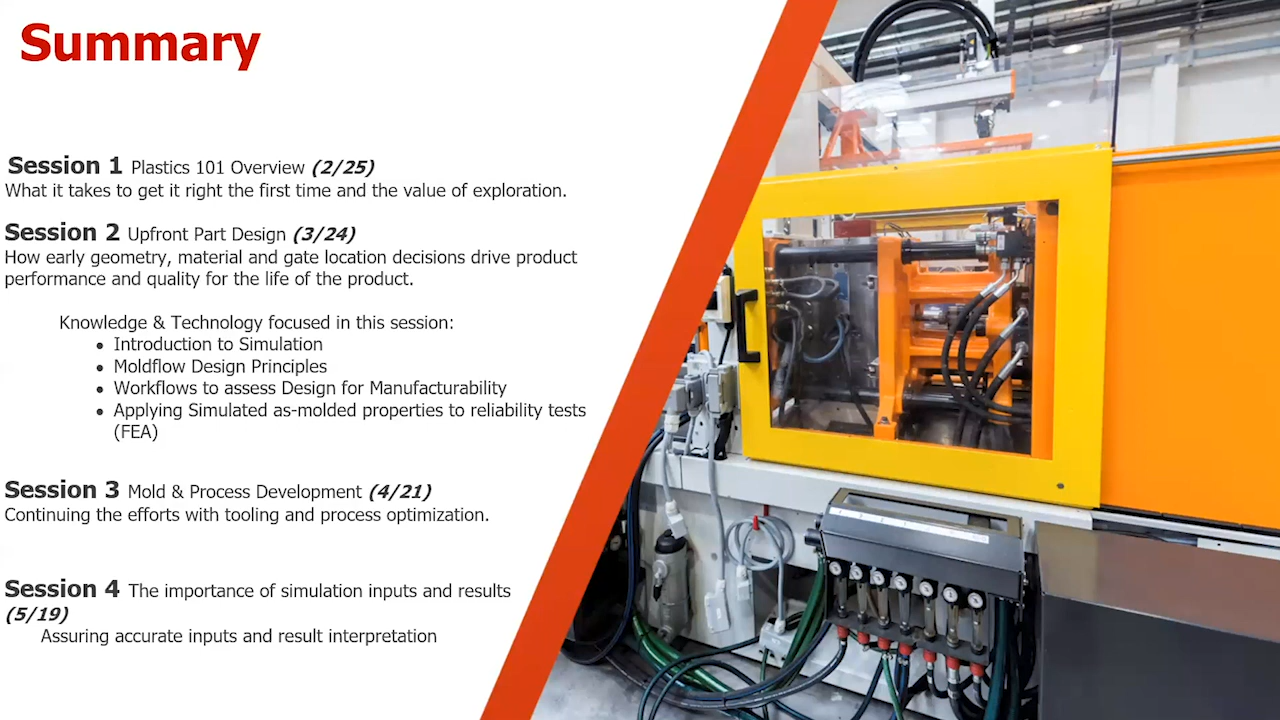 Summary
Session 1 Plastics 101 Overview (2/25)
What it takes to get it right the first time and the value of exploration.
Session 2 Upfront Part Design (3/24)
How early geometry, material and gate location decisions drive product
performance and quality for the life of the product.
Knowledge & Technology focused in this session:
• Introduction to Simulation
• Moldflow Design Principles
• Workflows to assess Design for Manufacturability
• Applying Simulated as-molded properties to reliability tests
(FEA)
Session 3 Mold & Process Development (4/21)
Continuing the efforts with tooling and process optimization.
Session 4 The importance of simulation inputs and results
(5/19)
Assuring accurate inputs and result interpretation